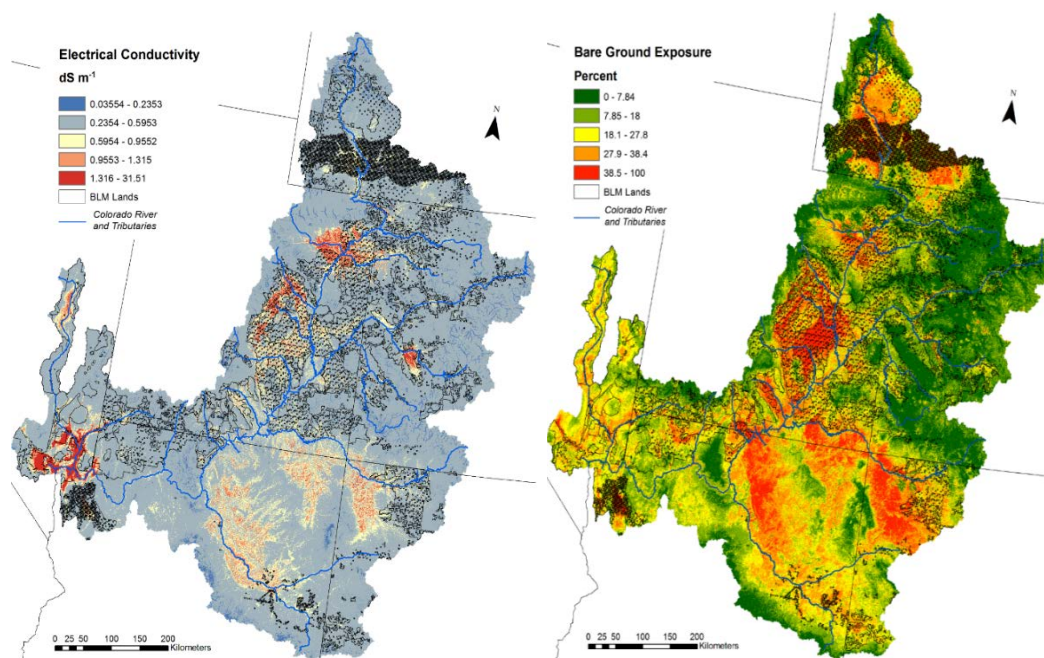 Electrical Conductivity
dS m⁻¹
0.03554 - 0.2353
0.2354 - 0.5953
0.5954 - 0.9552
0.9553 - 1.315
1.316 - 31.51
BLM Lands
Colorado River
and Tributaries
N
0 25 50 100 150 200
Kilometers
Bare Ground Exposure
Percent
0 - 7.84
7.85 - 18
18.1 - 27.8
27.9 - 38.4
38.5 - 100
BLM Lands
Colorado River
and Tributaries
N
0 25 50 100 150 200
Kilometers